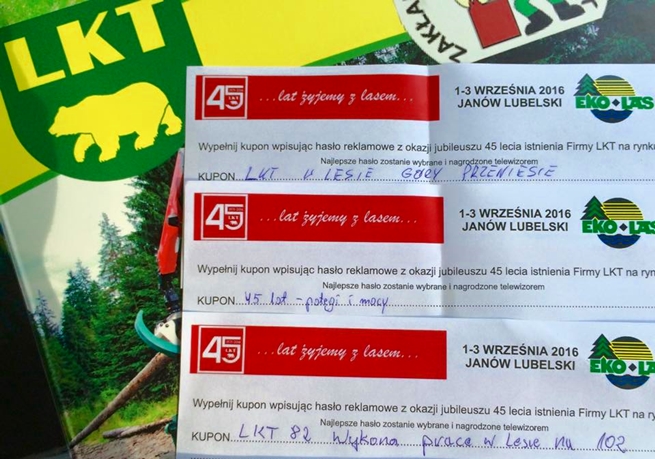 LKT
ZAKŁA
45
...lat żyjemy z lasem...
1-3 WRZEŚNIA 2016
JANÓW LUBELSKI
EKO-LAS
Wypełnij kupon wpisując hasło reklamowe z okazji jubileuszu 45 lecia istnienia Firmy LKT na rynku
Najlepsze hasło zostanie wybrane i nagrodzone telewizorem
KUPON LKT W LESIE GÓRY PRZENIESIE
45
...lat żyjemy z lasem...
1-3 WRZEŚNIA 2016
JANÓW LUBELSKI
EKO-LAS
Wypełnij kupon wpisując hasło reklamowe z okazji jubileuszu 45 lecia istnienia Firmy LKT na ryn
Najlepsze hasło zostanie wybrane i nagrodzone telewizorem
KUPON 45 lat - potęgi i mocy
45
...lat żyjemy z lasem...
1-3 WRZEŚNIA 2016
JANÓW LUBELSKI
EKO-LA
Wypełnij kupon wpisując hasło reklamowe z okazji jubileuszu 45 lecia istnienia Firmy LKT na
Najlepsze hasło zostanie wybrane i nagrodzone telewizorem
KUPON LKT 82 Wykona praca w Lesie na 102